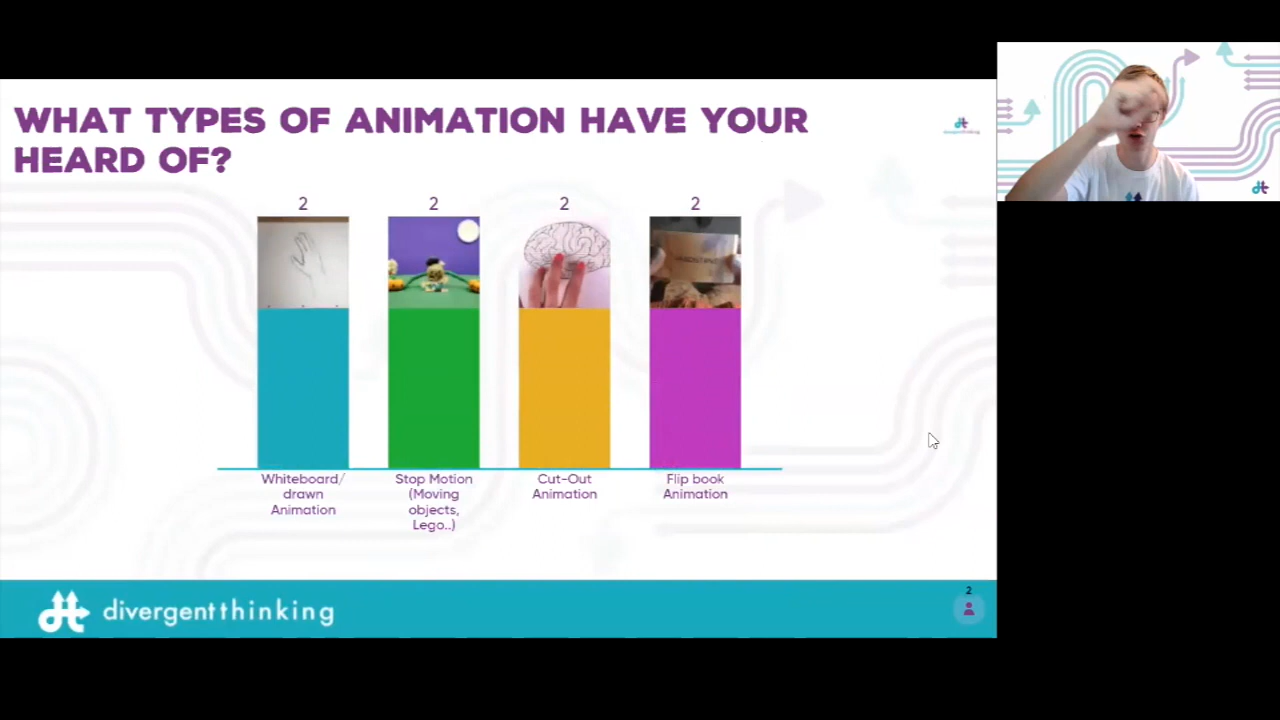 WHAT TYPES OF ANIMATION HAVE YOUR
HEARD OF?
2
2
2
2
Whiteboard/
drawn
Animation
Stop Motion
(Moving
objects,
Lego..)
Cut-Out
Animation
Flip book
Animation
divergentthinking
2
dt